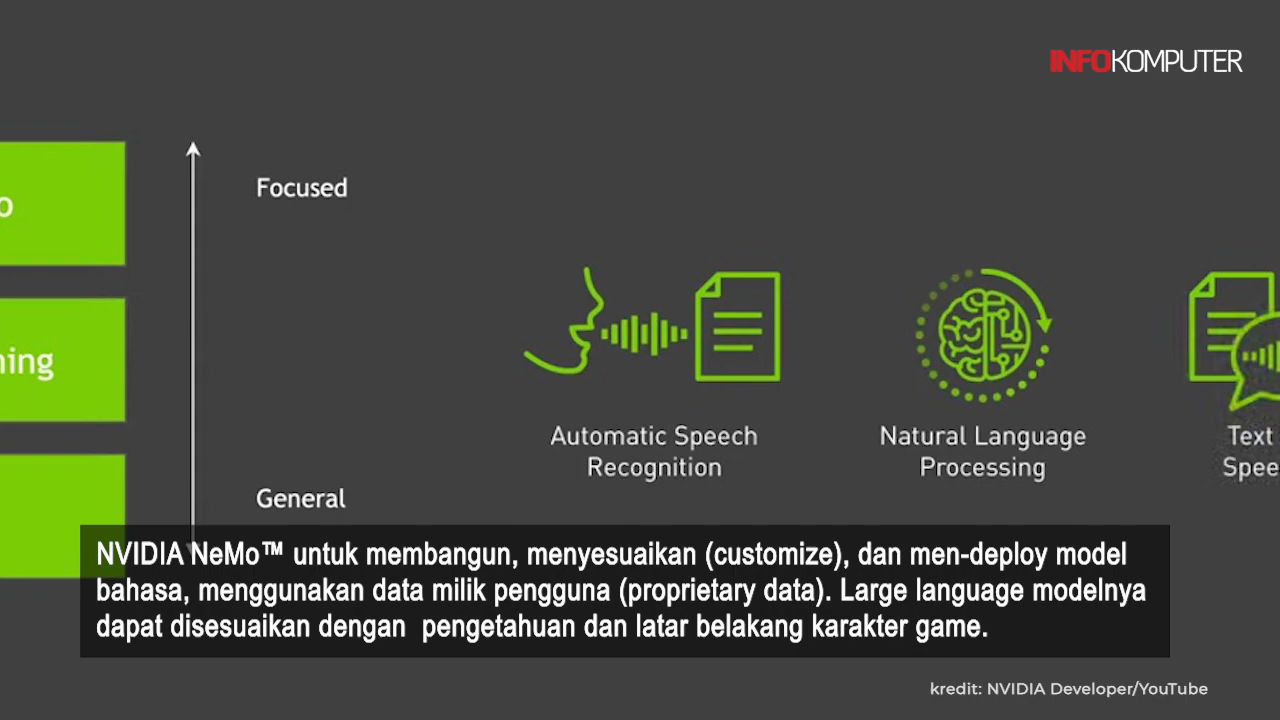 INFOKOMPUTER
o
Focused
ning
Automatic Speech
Recognition
Natural Language
Processing
Text
Spee
General
NVIDIA NeMo™ untuk membangun, menyesuaikan (customize), dan men-deploy model
bahasa, menggunakan data milik pengguna (proprietary data). Large language modelnya
dapat disesuaikan dengan pengetahuan dan latar belakang karakter game.
kredit: NVIDIA Developer/YouTube